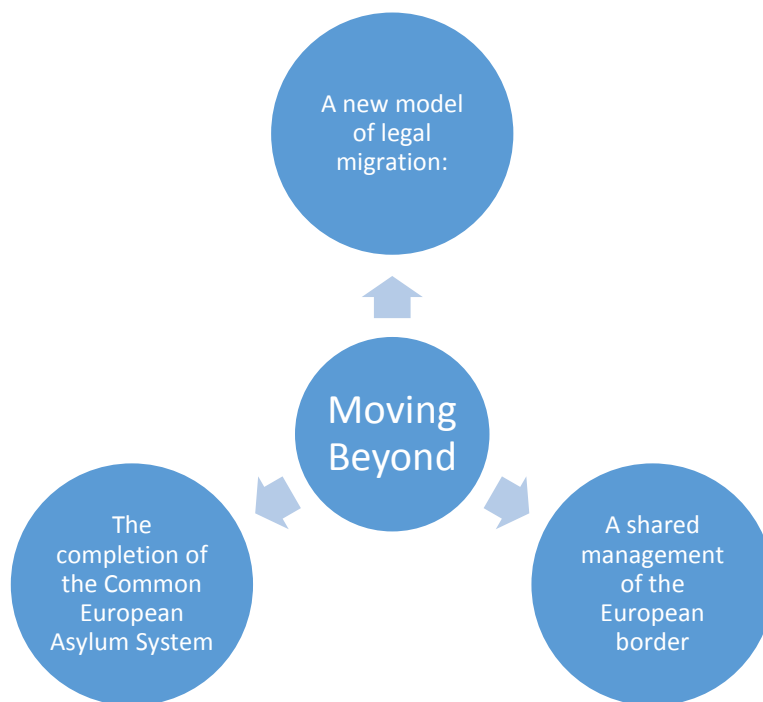 A new model
of legal
migration:
Moving
Beyond
The
completion of
the Common
European
Asylum System
A shared
management
of the
European
border